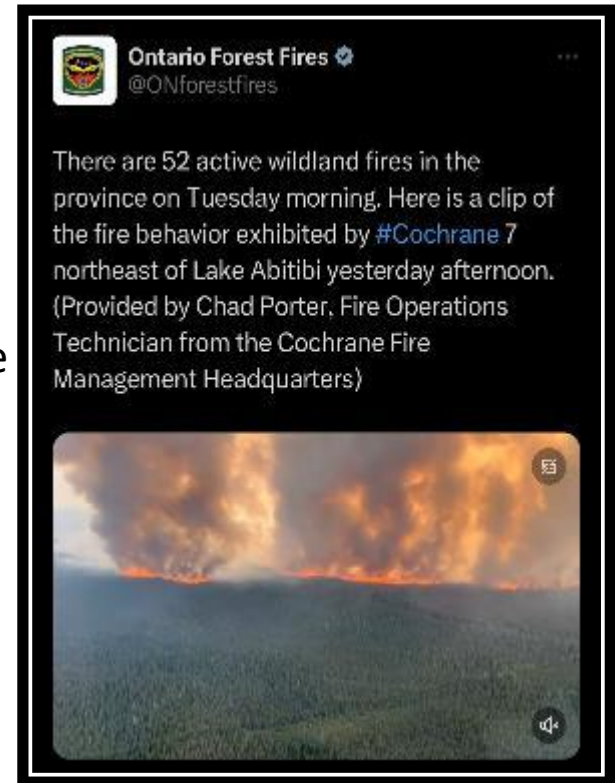 Ontario Forest Fires
@ONforestfires
There are 52 active wildland fires in the
province on Tuesday morning. Here is a clip of
the fire behavior exhibited by #Cochrane 7
northeast of Lake Abitibi yesterday afternoon.
(Provided by Chad Porter, Fire Operations
Technician from the Cochrane Fire
Management Headquarters)
e